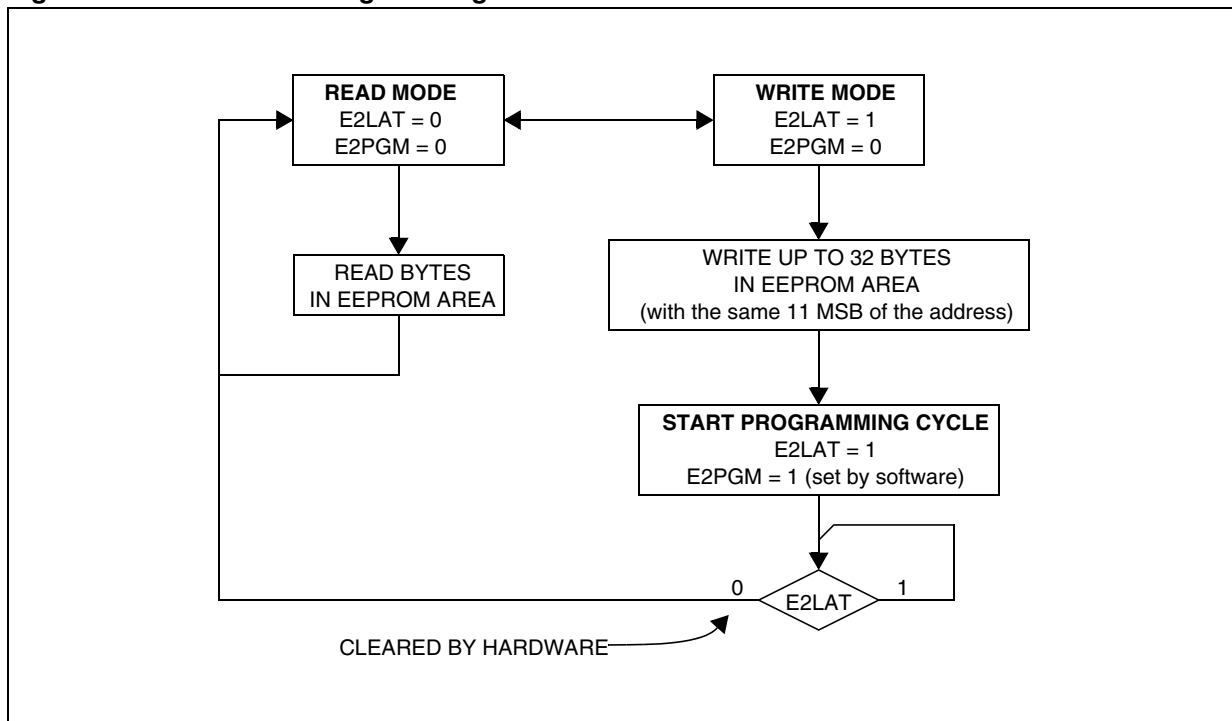 READ MODE
E2LAT = 0
E2PGM = 0
WRITE MODE
E2LAT = 1
E2PGM = 0
READ BYTES
IN EEPROM AREA
WRITE UP TO 32 BYTES
IN EEPROM AREA
(with the same 11 MSB of the address)
START PROGRAMMING CYCLE
E2LAT = 1
E2PGM = 1 (set by software)
0 E2LAT 1
CLEARED BY HARDWARE